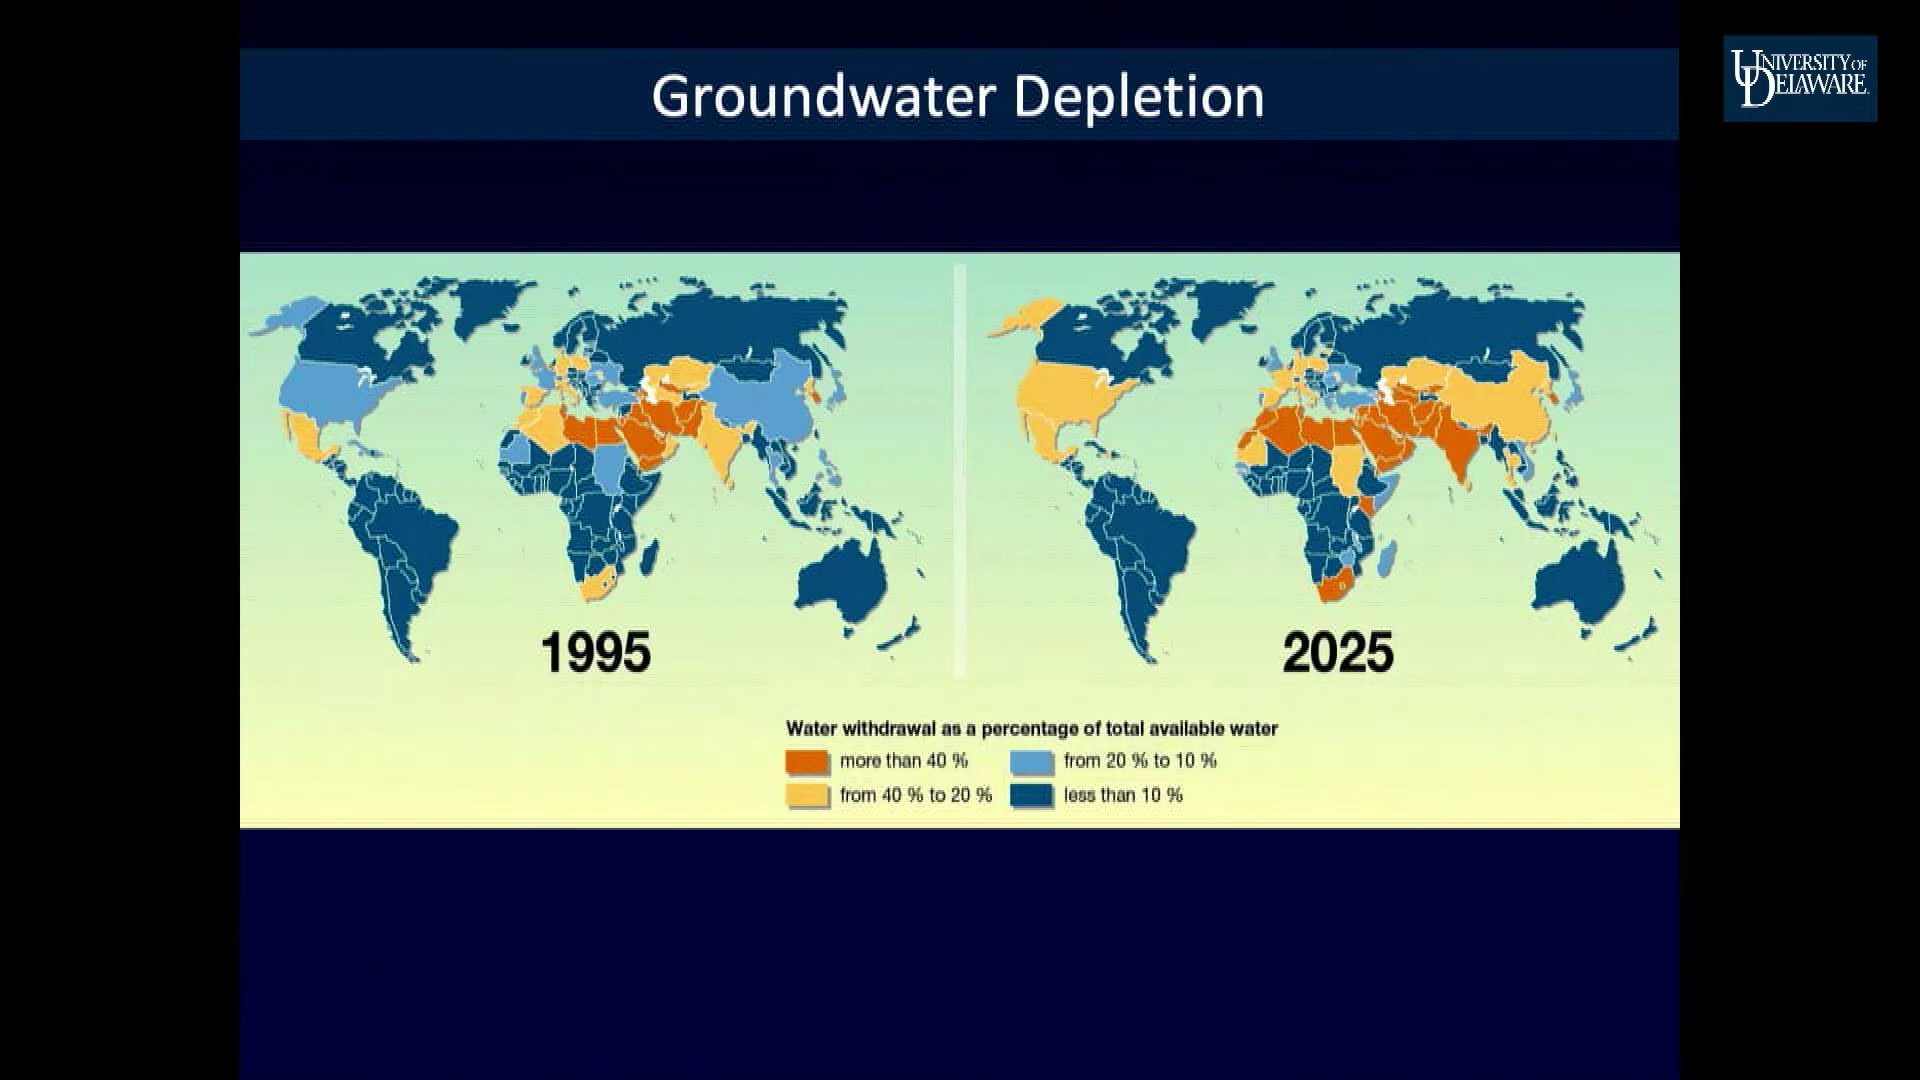 Groundwater Depletion
UNIVERSITY OF
DELAWARE.
1995
2025
Water withdrawal as a percentage of total available water
more than 40 %
from 20 % to 10 %
from 40 % to 20 %
less than 10 %